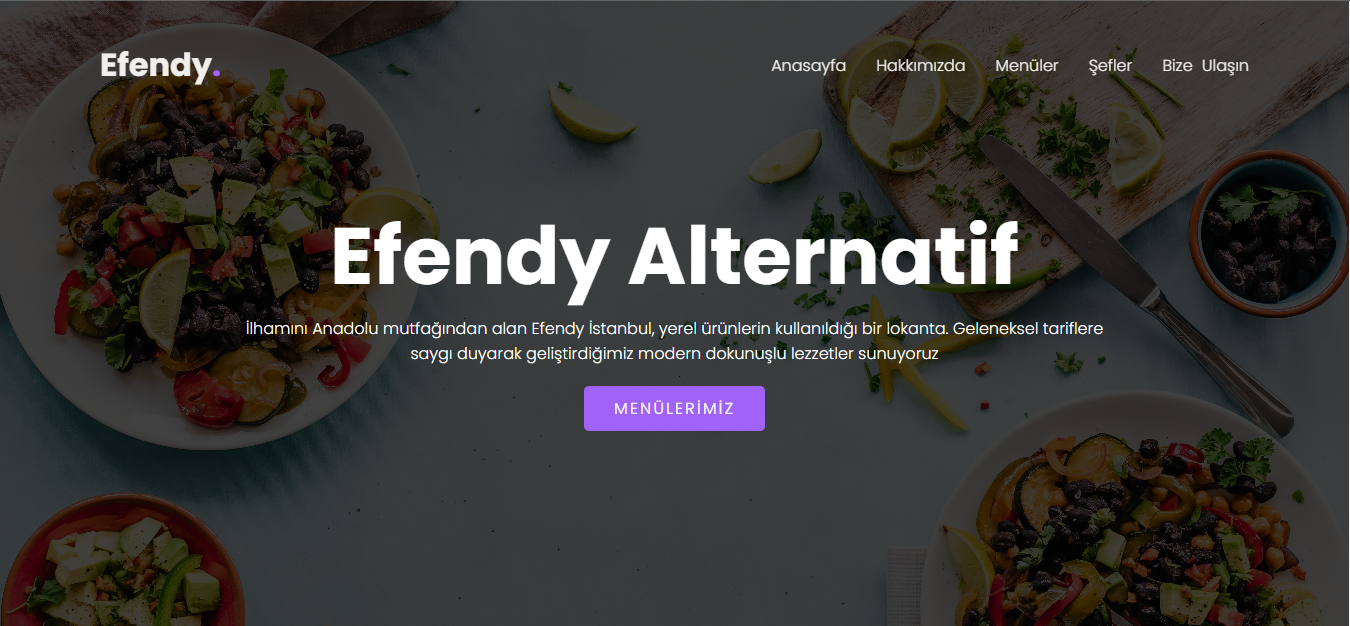 Efendy.
Anasayfa Hakkımızda Menüler Şefler Bize Ulaşın
Efendy Alternatif
İlhamını Anadolu mutfağından alan Efendy İstanbul, yerel ürünlerin kullanıldığı bir lokanta. Geleneksel tariflere
saygı duyarak geliştirdiğimiz modern dokunuşlu lezzetler sunuyoruz
MENÜLERİMİZ